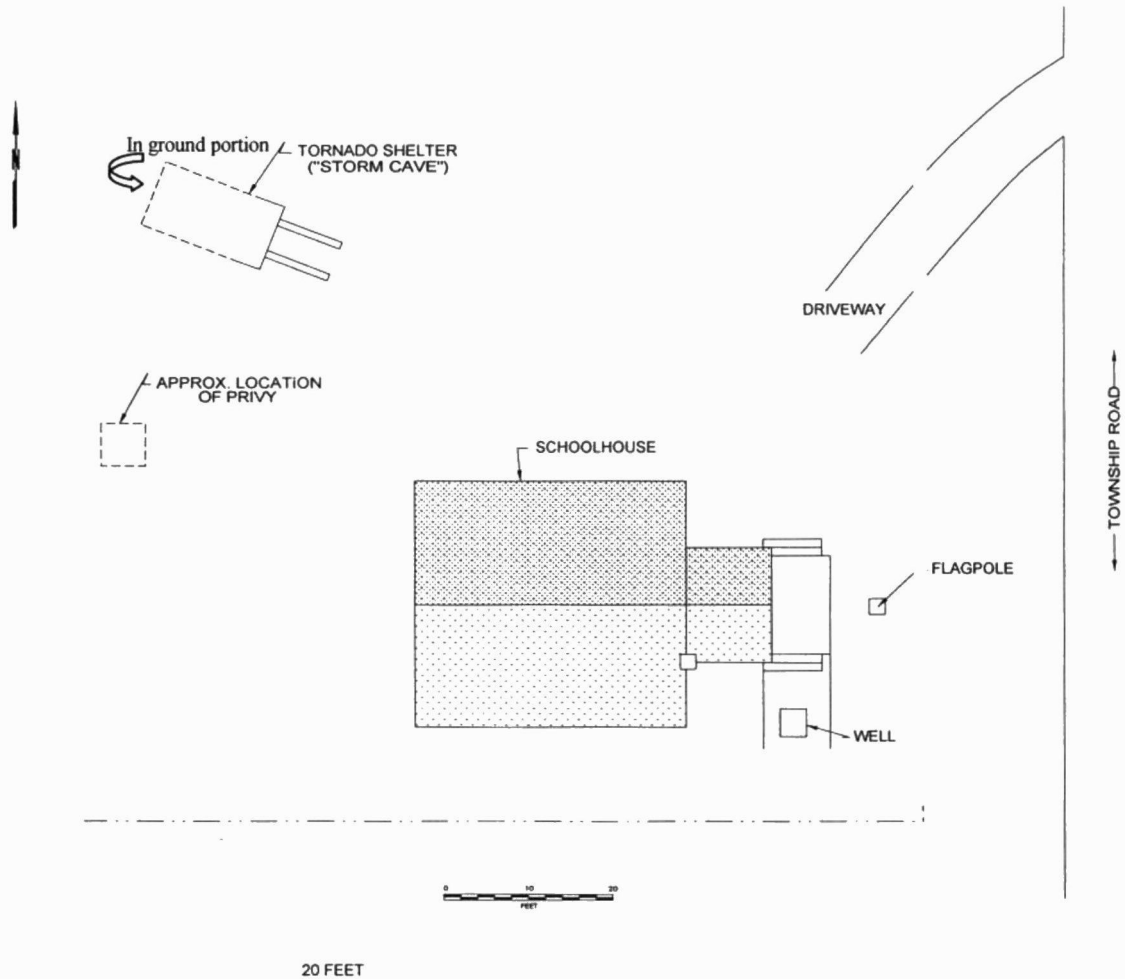 N
In ground portion
TORNADO SHELTER
("STORM CAVE")
DRIVEWAY
TOWNSHIP ROAD
APPROX. LOCATION
OF PRIVY
SCHOOLHOUSE
FLAGPOLE
WELL
0 10 20
FEET
20 FEET